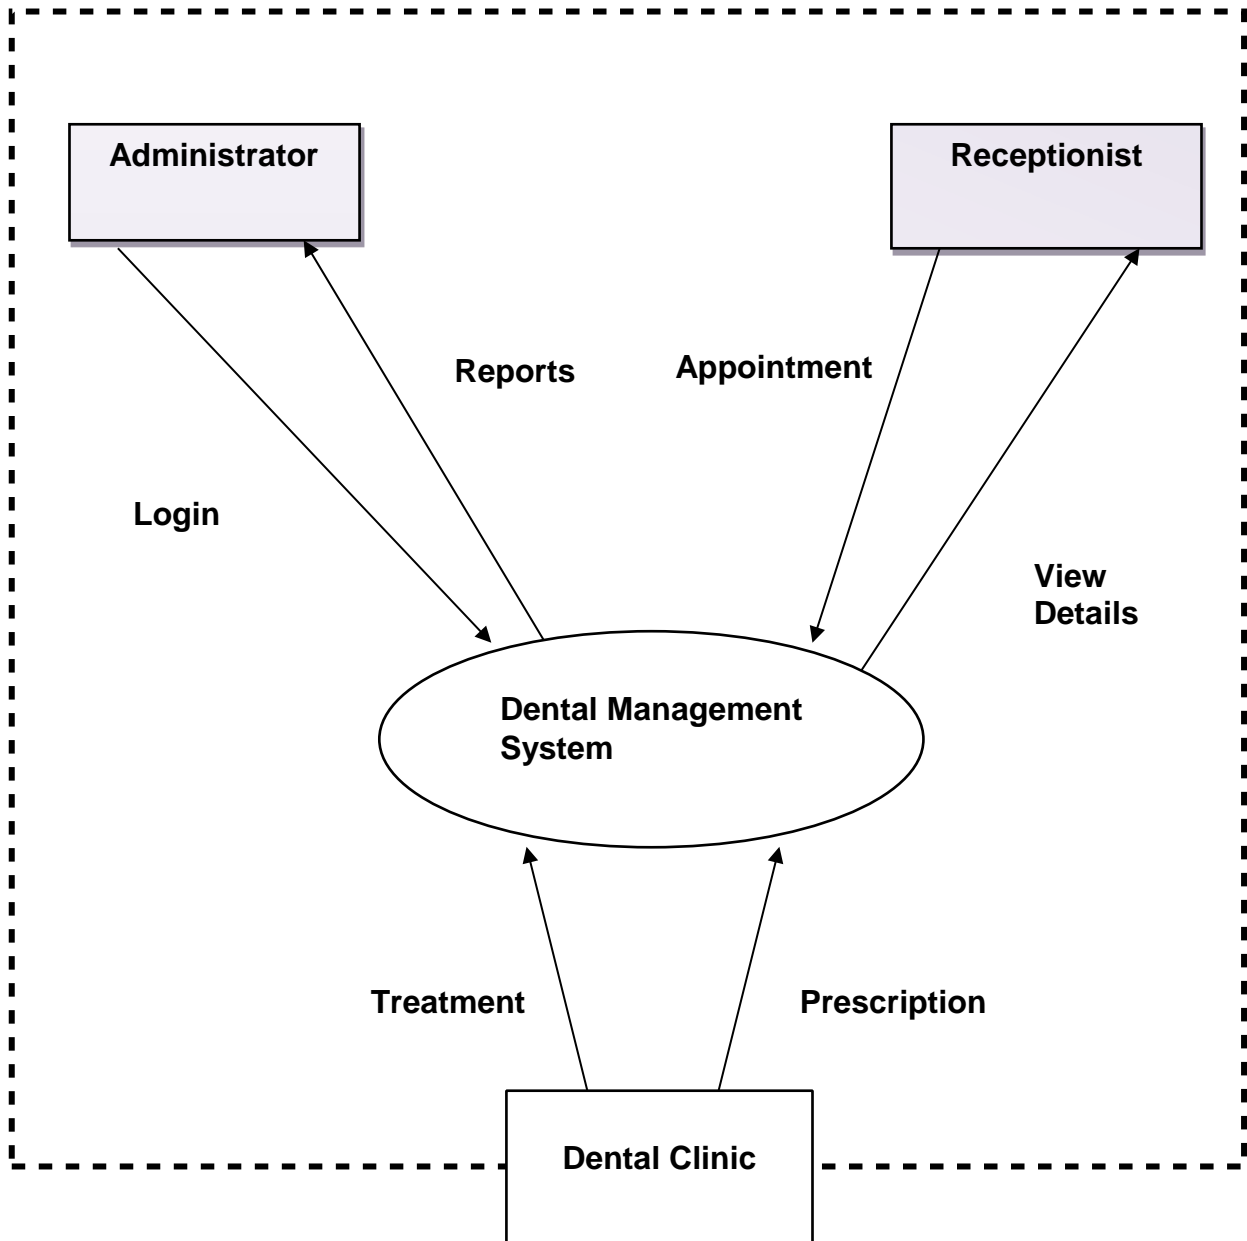 Administrator
Receptionist
Reports
Appointment
Login
View
Details
Dental Management
System
Treatment
Prescription
Dental Clinic